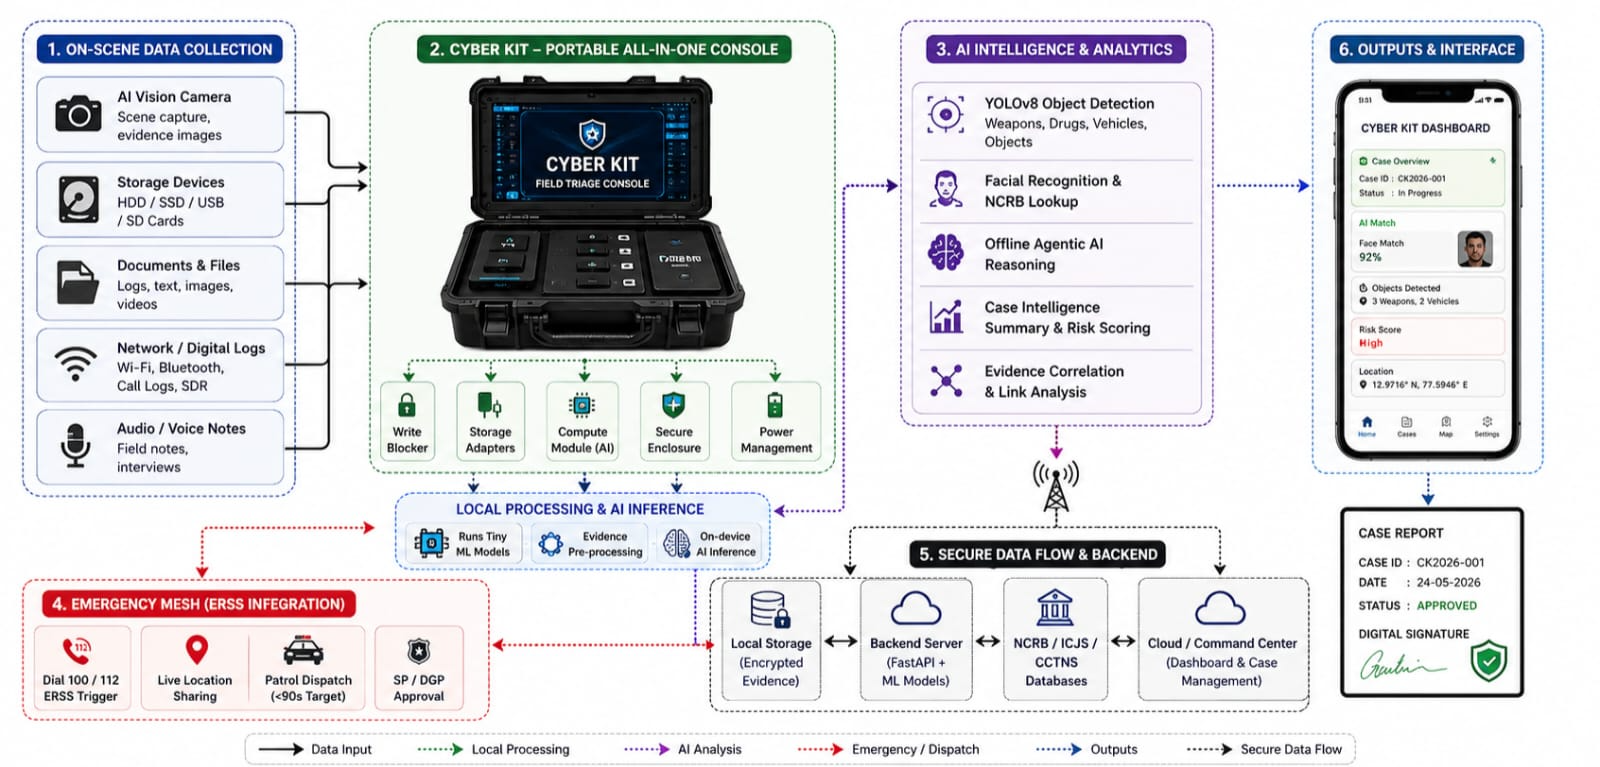 1. ON-SCENE DATA COLLECTION
AI Vision Camera
Scene capture,
evidence images
Storage Devices
HDD / SSD / USB
/ SD Cards
Documents & Files
Logs, text, images,
videos
Network / Digital Logs
Wi-Fi, Bluetooth,
Call Logs, SDR
Audio / Voice Notes
Field notes,
interviews
2. CYBER KIT – PORTABLE ALL-IN-ONE CONSOLE
CYBER KIT
FIELD TRIAGE CONSOLE
Write
Blocker
Storage
Adapters
Compute
Module (AI)
Secure
Enclosure
Power
Management
LOCAL PROCESSING & AI INFERENCE
Runs Tiny
ML Models
Evidence
Pre-processing
On-device
AI Inference
3. AI INTELLIGENCE & ANALYTICS
YOLOv8 Object Detection
Weapons, Drugs, Vehicles,
Objects
Facial Recognition &
NCRB Lookup
Offline Agentic AI
Reasoning
Case Intelligence
Summary & Risk Scoring
Evidence Correlation
& Link Analysis
4. EMERGENCY MESH (ERSS INFEGRATION)
112
Dial 100 / 112
ERSS Trigger
Live Location
Sharing
Patrol Dispatch
(<90s Target)
SP / DGP
Approval
5. SECURE DATA FLOW & BACKEND
Local Storage
(Encrypted
Evidence)
Backend Server
(FastAPI +
ML Models)
NCRB / ICJS /
CCTNS
Databases
Cloud / Command Center
(Dashboard & Case
Management)
6. OUTPUTS & INTERFACE
9:51
CYBER KIT DASHBOARD
Case Overview
Case ID : CK2026-001
Status : In Progress
AI Match
Face Match
92%
Objects Detected
3 Weapons, 2 Vehicles
Risk Score
High
Location
12.9716° N, 77.5946° E
Home
Cases
Map
Settings
CASE REPORT
CASE ID : CK2026-001
DATE : 24-05-2026
STATUS : APPROVED
DIGITAL SIGNATURE
Data Input
Local Processing
AI Analysis
Emergency / Dispatch
Outputs
Secure Data Flow